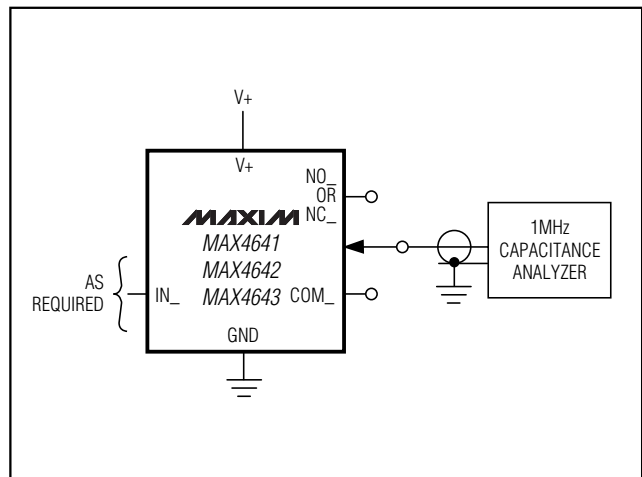 V+
V+
NO_
OR
NC_
MAXIM
MAX4641
MAX4642
MAX4643
COM_
AS
REQUIRED
IN_
GND
1MHz
CAPACITANCE
ANALYZER